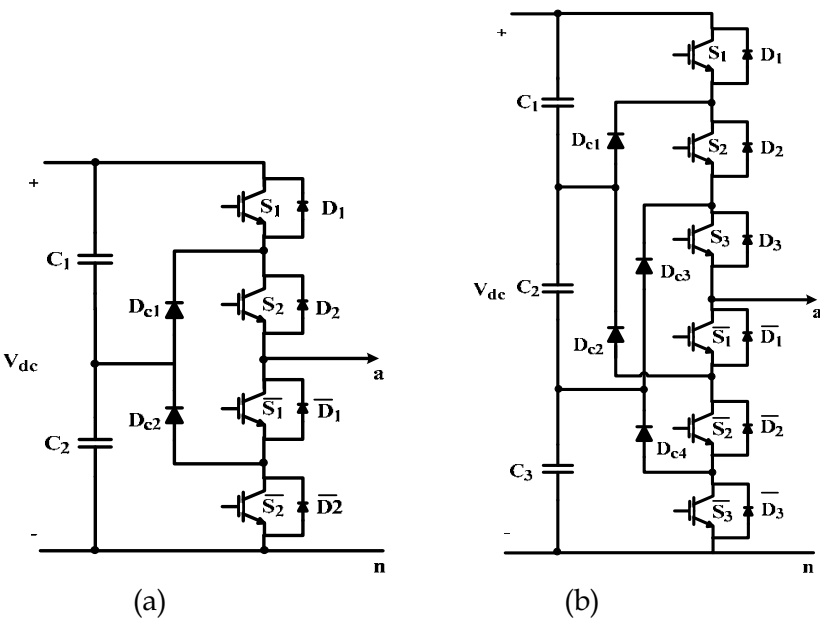 +
C1
Vdc
C2
-
Dc1
Dc2
S1
D1
S2
D2
a
S̅1
D̅1
S̅2
D̅2
n
(a)
+
C1
Vdc
C2
C3
-
Dc1
Dc2
Dc3
Dc4
S1
D1
S2
D2
S3
D3
a
S̅1
D̅1
S̅2
D̅2
S̅3
D̅3
n
(b)